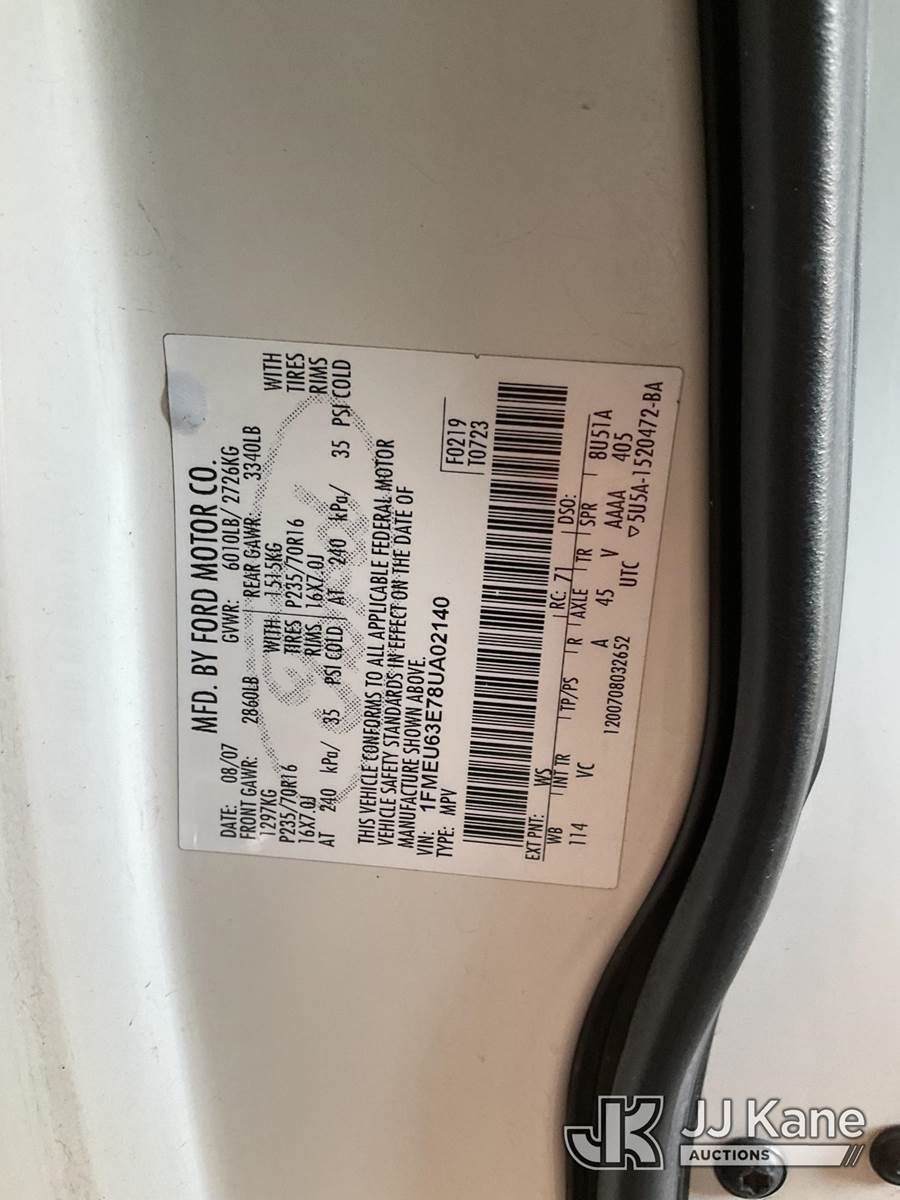 MFD. BY FORD MOTOR CO.
DATE: 08/07 GVWR: 6010LB/ 2726KG
FRONT GAWR: 2860LB REAR GAWR: 3340LB
1297KG WITH 1515KG WITH
P235/70R16 TIRES P235/70R16 TIRES
16X7.0J RIMS 16X7.0J RIMS
AT 240 kPa/ 35 PSI COLD AT 240 kPa/ 35 PSI COLD
THIS VEHICLE CONFORMS TO ALL APPLICABLE FEDERAL MOTOR
VEHICLE SAFETY STANDARDS IN EFFECT ON THE DATE OF
MANUFACTURE SHOWN ABOVE.
VIN: 1FMEU63E78UA02140
TYPE: MPV
F0219
T0723
EXT PNT: WS RC: 71 DSO:
WB INT TR TP/PS R AXLE TR SPR 8U51A
114 VC A 45 V AAAA 405
1200708032652 UTC ▽5U5A-1520472-BA
JK JJ Kane
AUCTIONS